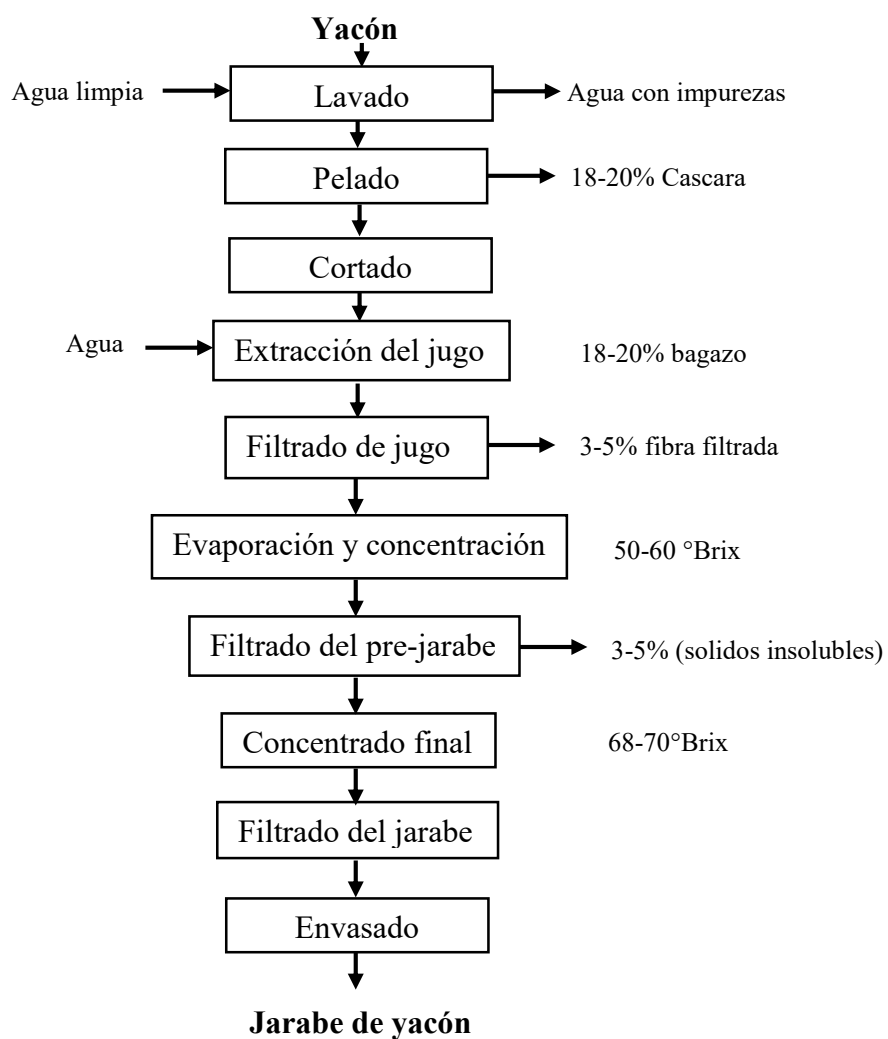 Yacón
Agua limpia
Lavado
Agua con impurezas
Pelado
18-20% Cascara
Cortado
Agua
Extracción del jugo
18-20% bagazo
Filtrado de jugo
3-5% fibra filtrada
Evaporación y concentración
50-60 °Brix
Filtrado del pre-jarabe
3-5% (solidos insolubles)
Concentrado final
68-70°Brix
Filtrado del jarabe
Envasado
Jarabe de yacón